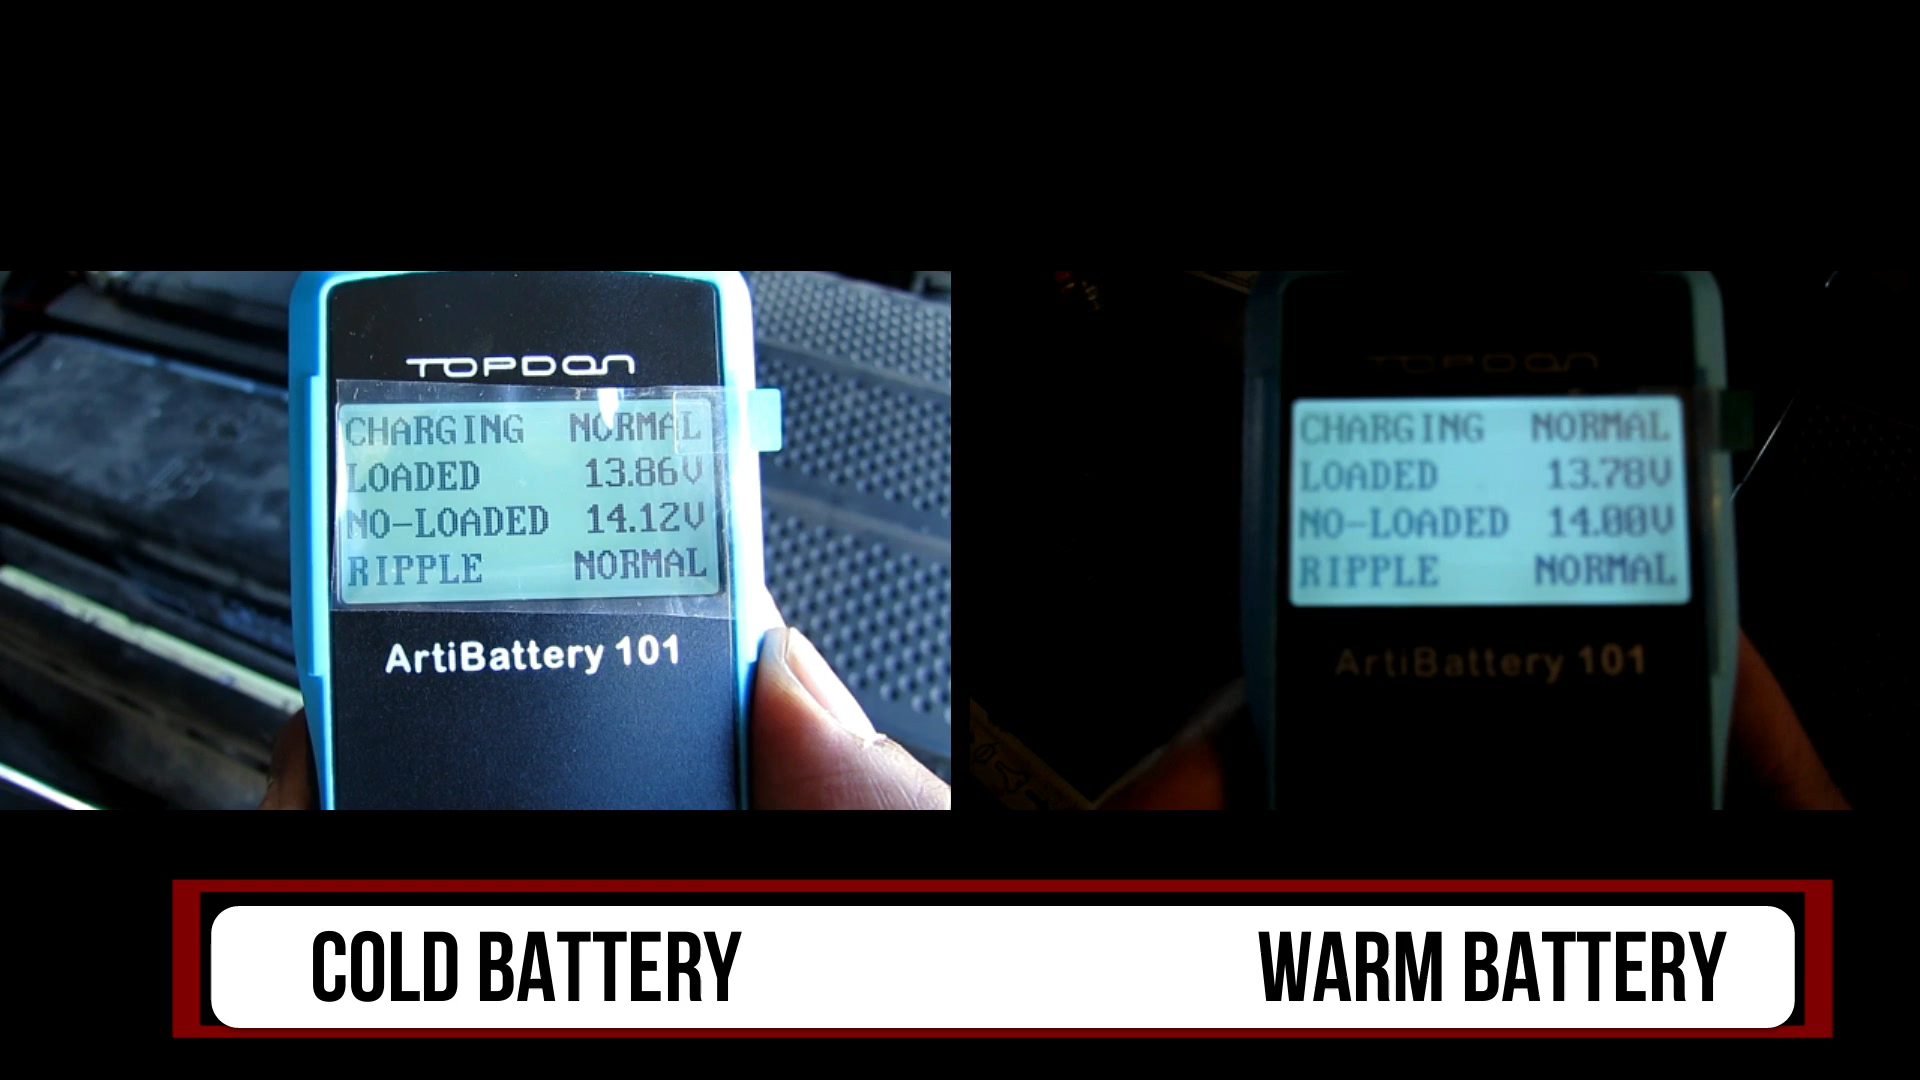 TOPDON
CHARGING NORMAL
LOADED 13.86V
NO-LOADED 14.12V
RIPPLE NORMAL
ArtiBattery 101
TOPDON
CHARGING NORMAL
LOADED 13.78V
NO-LOADED 14.00V
RIPPLE NORMAL
ArtiBattery 101
COLD BATTERY
WARM BATTERY